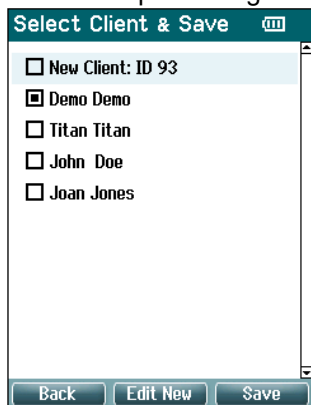 Select Client & Save
New Client: ID 93
Demo Demo
Titan Titan
John Doe
Joan Jones
Back Edit New Save